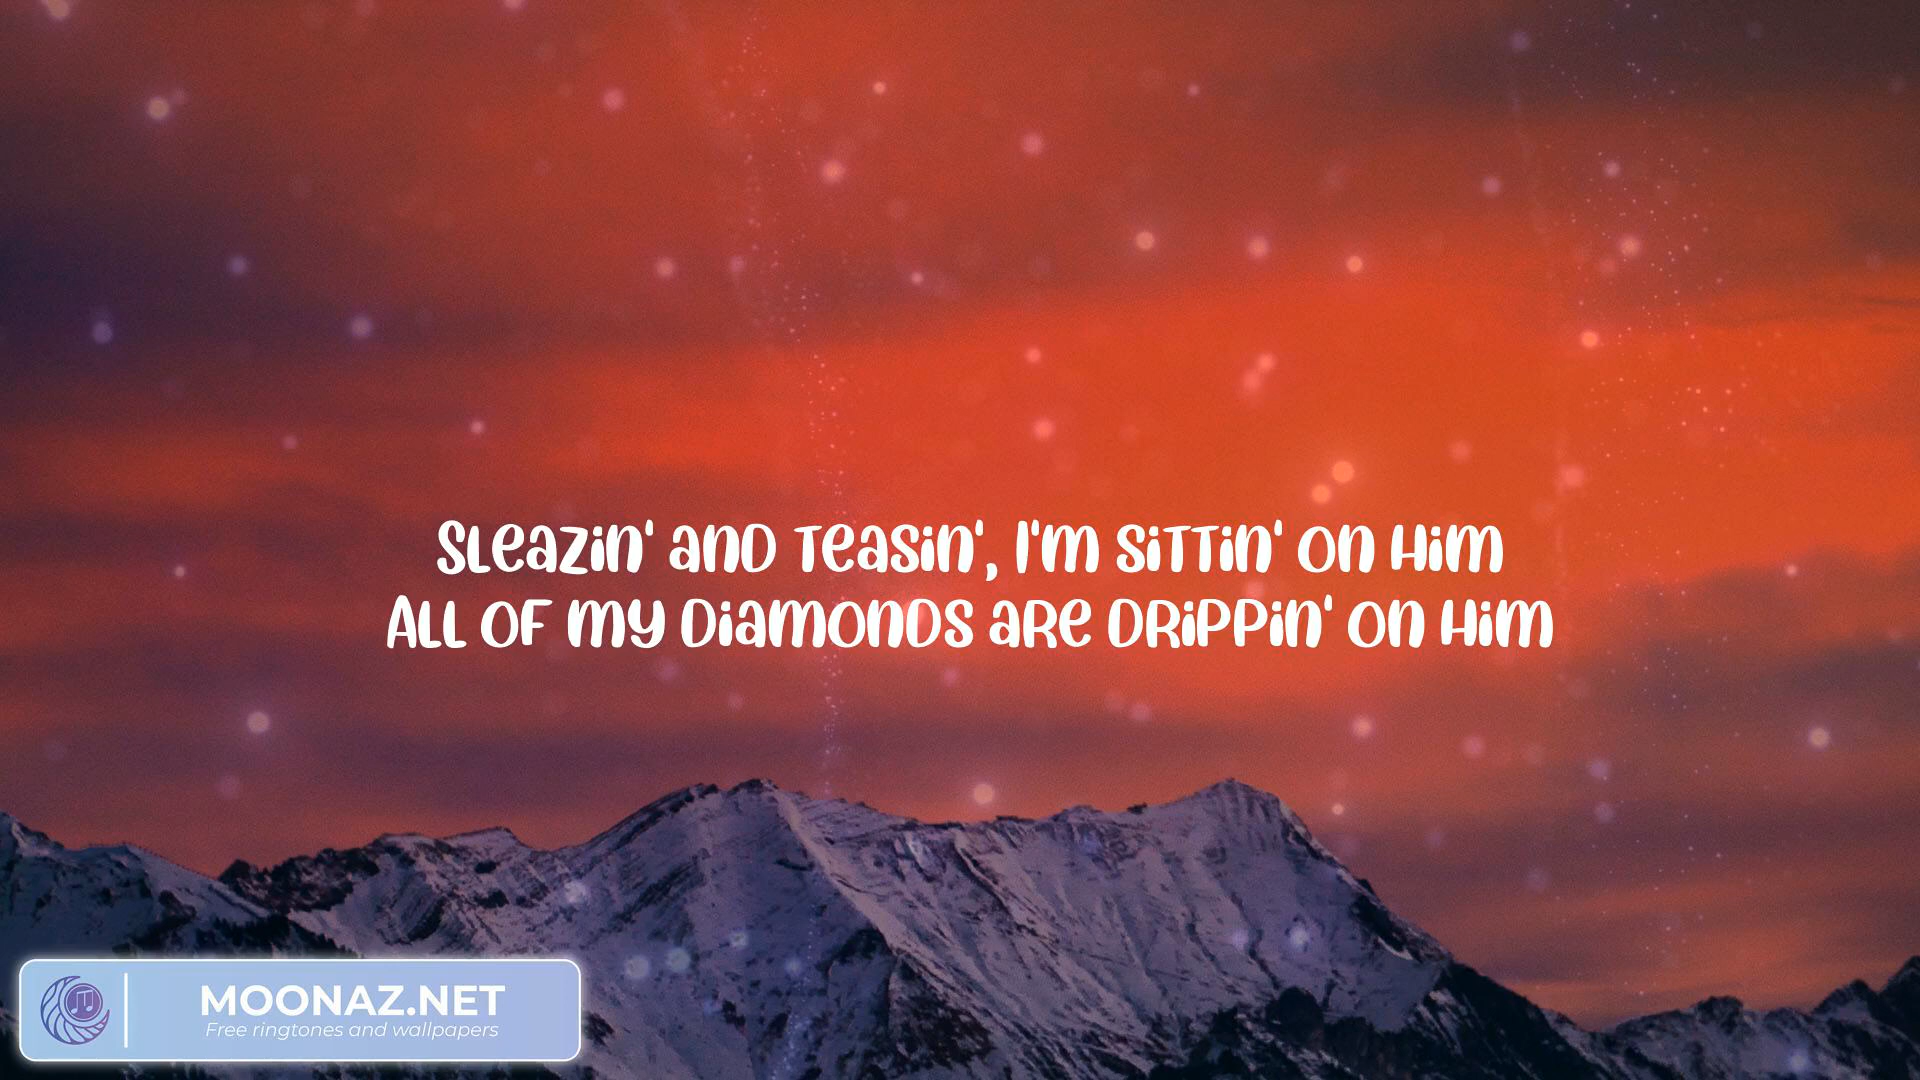 Sleazin' and teasin', I'm sittin' on him
All of my diamonds are drippin' on him
MOONAZ.NET
Free ringtones and wallpapers